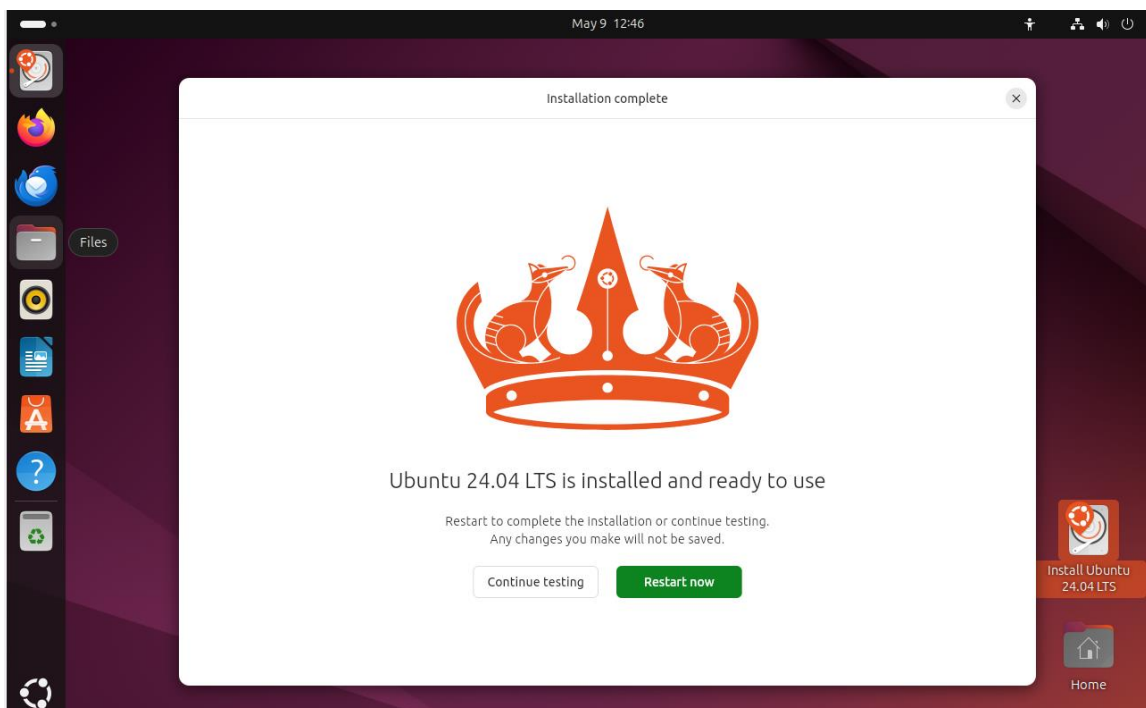 May 9 12:46
Installation complete
Files
Ubuntu 24.04 LTS is installed and ready to use
Restart to complete the installation or continue testing.
Any changes you make will not be saved.
Continue testing
Restart now
Install Ubuntu
24.04 LTS
Home